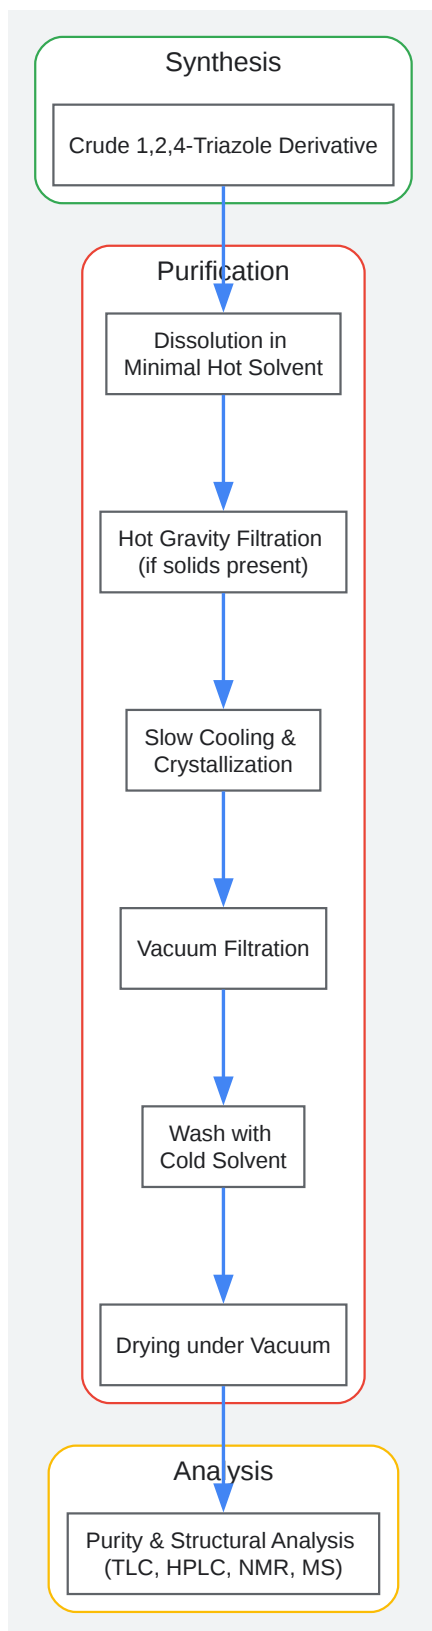 Synthesis
Crude 1,2,4-Triazole Derivative
Purification
Dissolution in
Minimal Hot Solvent
Hot Gravity Filtration
(if solids present)
Slow Cooling &
Crystallization
Vacuum Filtration
Wash with
Cold Solvent
Drying under Vacuum
Analysis
Purity & Structural Analysis
(TLC, HPLC, NMR, MS)